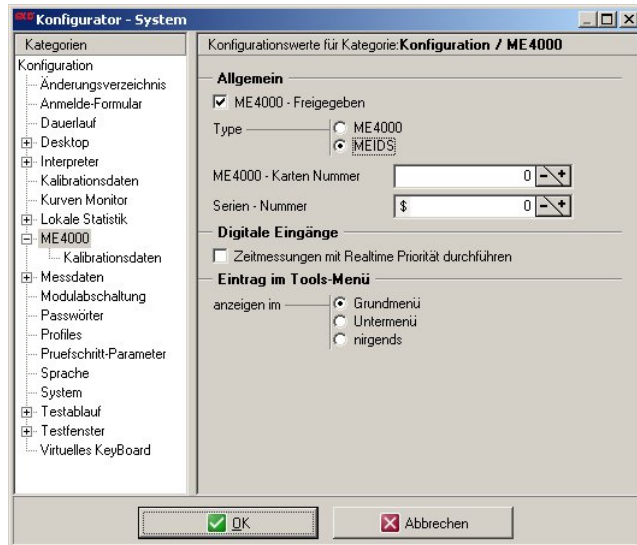 Konfigurator - System
Kategorien
Konfiguration
Änderungsverzeichnis
Anmelde-Formular
Dauerlauf
Desktop
Interpreter
Kalibrationsdaten
Kurven Monitor
Lokale Statistik
ME4000
Kalibrationsdaten
Messdaten
Modulabschaltung
Passwörter
Profiles
Pruefschritt-Parameter
Sprache
System
Testablauf
Testfenster
Virtuelles KeyBoard
Konfigurationswerte für Kategorie:Konfiguration / ME4000
Allgemein
ME4000 - Freigegeben
Type
ME4000
MEIDS
ME4000 - Karten Nummer 0
Serien - Nummer $ 0
Digitale Eingänge
Zeitmessungen mit Realtime Priorität durchführen
Eintrag im Tools-Menü
anzeigen im
Grundmenü
Untermenü
nirgends
OK
Abbrechen